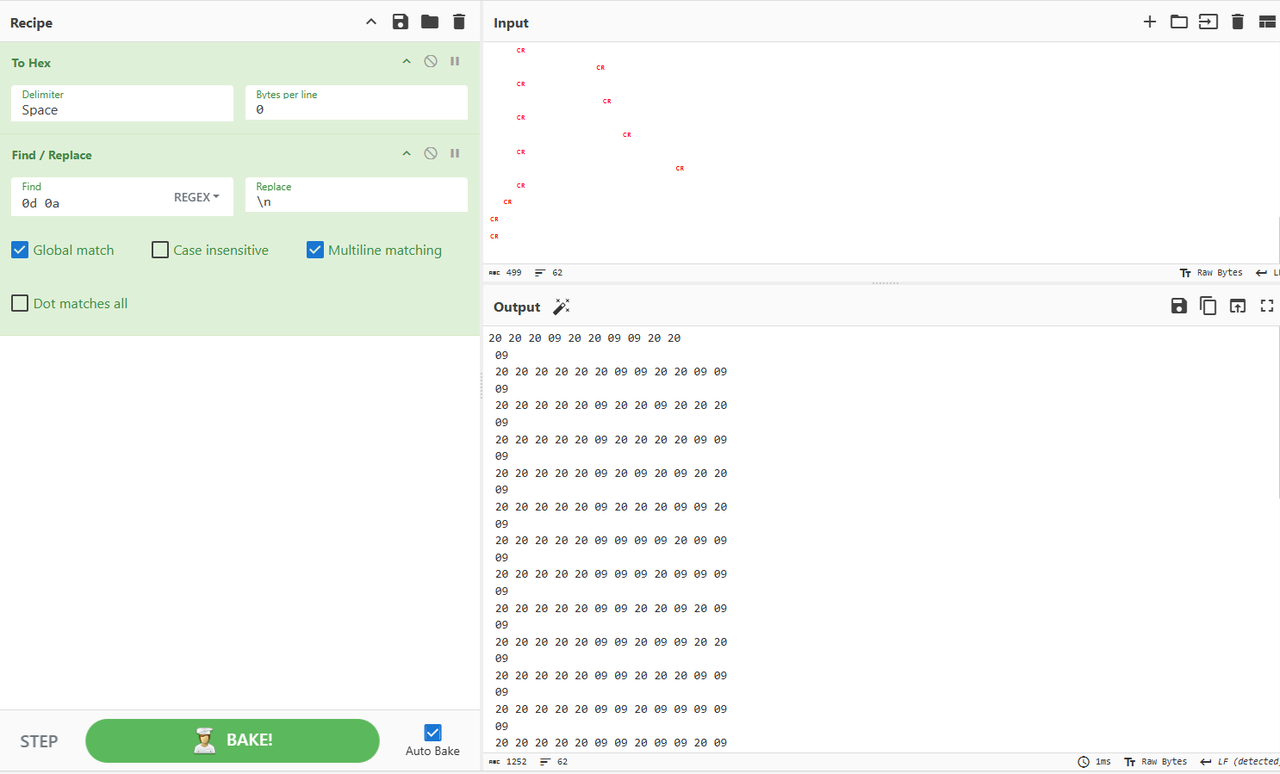 Recipe
To Hex
Delimiter
Space
Bytes per line
0
Find / Replace
Find
0d 0a
REGEX
Replace
\n
Global match
Case insensitive
Multiline matching
Dot matches all
STEP
BAKE!
Auto Bake
Input
CR
CR
CR
CR
CR
CR
CR
CR
CR
CR
CR
CR
ABC 499 62
Raw Bytes
Output
20 20 20 09 20 20 09 09 20 20
09
20 20 20 20 20 20 09 09 20 20 09 09
09
20 20 20 20 20 09 20 20 09 20 20 20
09
20 20 20 20 09 20 20 20 20 09 09
09
20 20 20 20 20 09 20 09 20 09 20 20
09
20 20 20 20 20 09 20 20 20 09 09 20
09
20 20 20 20 20 09 09 09 09 20 09 09
09
20 20 20 20 20 09 09 09 20 09 09 09
09
20 20 20 20 20 09 09 20 20 09 20 09
09
20 20 20 20 20 09 09 20 09 09 20 20
09
20 20 20 20 20 09 09 20 20 20 09 09
09
20 20 20 20 20 09 09 20 09 09 09 09
09
20 20 20 20 20 09 09 20 09 09 20 09
ABC 1252 62
1ms
Raw Bytes
LF (detected)